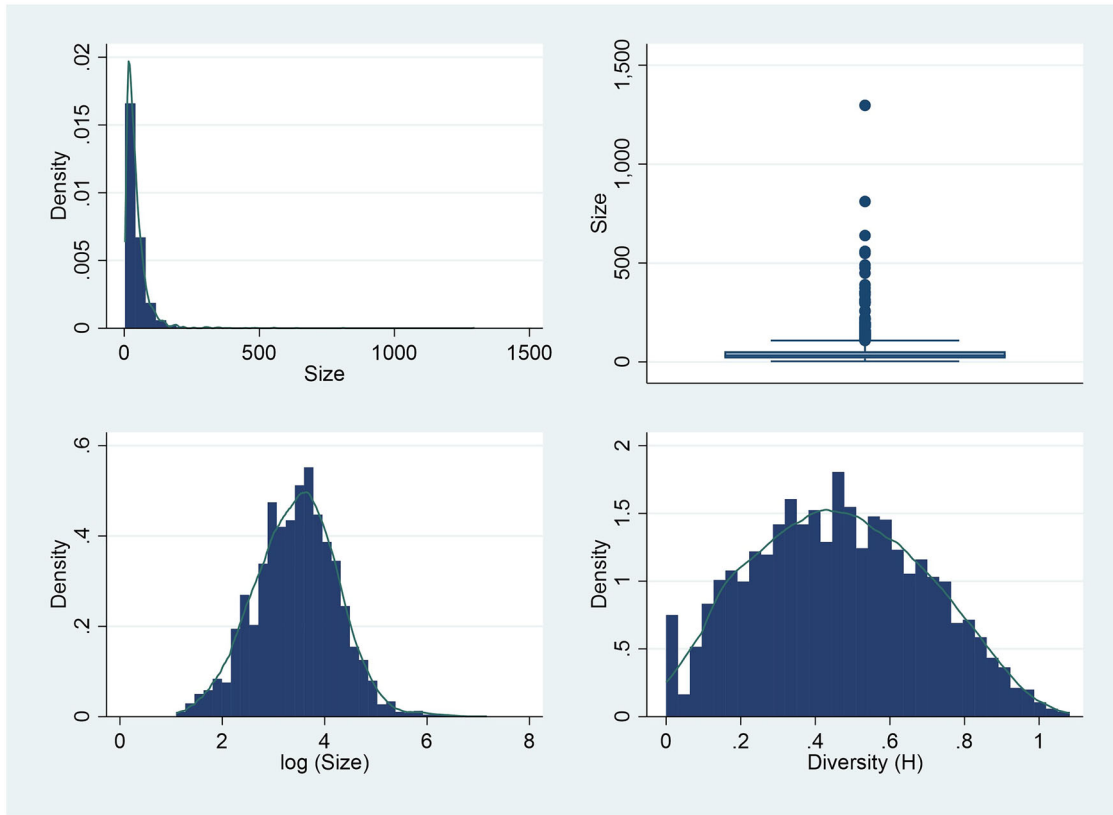 .02
.015
.01
.005
0
Density
0 500 1000 1500
Size
1,500
1,000
500
0
Size
.6
.4
.2
0
Density
0 2 4 6 8
log (Size)
2
1.5
1
.5
0
Density
0 .2 .4 .6 .8 1
Diversity (H)